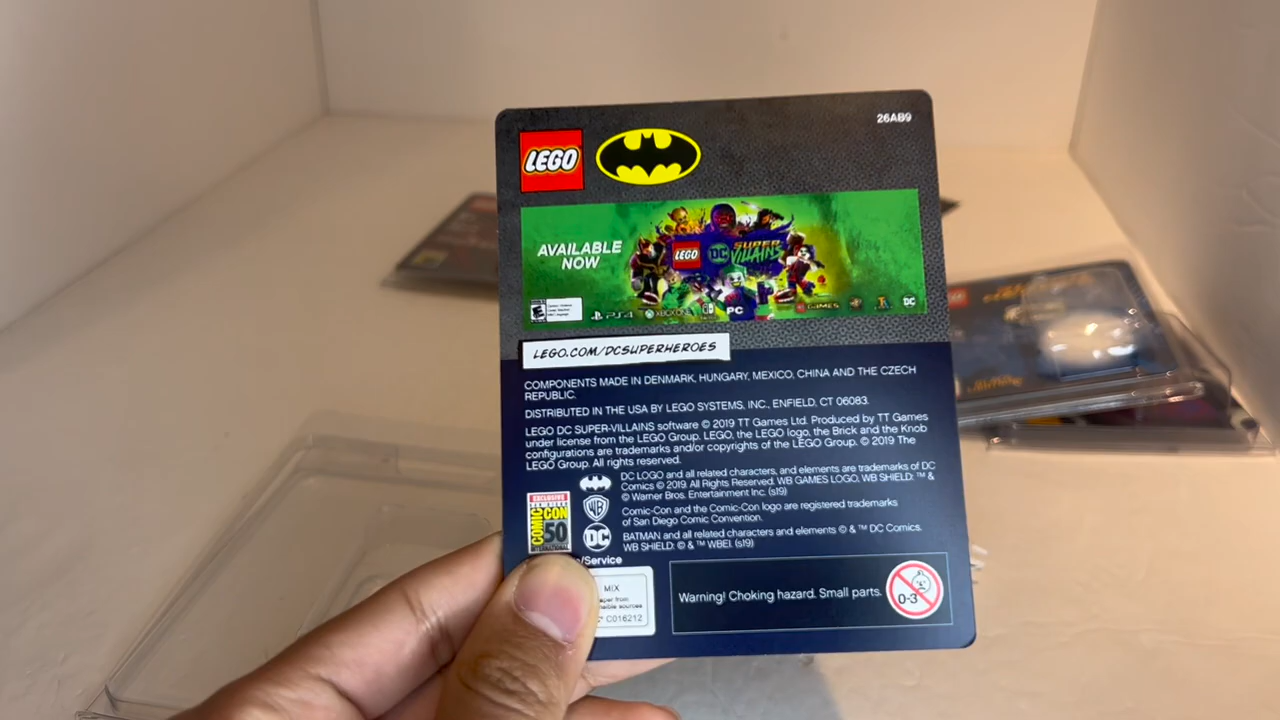 26AB9
LEGO
AVAILABLE
NOW
LEGO DC SUPER
VILLAINS
PS4 XBOX ONE PC GAMES DC
LEGO.COM/DCSUPERHEROES
COMPONENTS MADE IN DENMARK, HUNGARY, MEXICO, CHINA AND THE CZECH
REPUBLIC.
DISTRIBUTED IN THE USA BY LEGO SYSTEMS, INC., ENFIELD, CT 06083.
LEGO DC SUPER-VILLAINS software © 2019 TT Games Ltd. Produced by TT Games
under license from the LEGO Group. LEGO, the LEGO logo, the Brick and the Knob
configurations are trademarks and/or copyrights of the LEGO Group. © 2019 The
LEGO Group. All rights reserved.
DC LOGO and all related characters, and elements are trademarks of DC
Comics © 2019. All Rights Reserved. WB GAMES LOGO, WB SHIELD: ™ &
© Warner Bros. Entertainment Inc. (s19)
Comic-Con and the Comic-Con logo are registered trademarks
of San Diego Comic Convention.
BATMAN and all related characters and elements © & ™ DC Comics.
WB SHIELD: © & ™ WBEI. (s19)
EXCLUSIVE
SAN DIEGO
COMIC CON
50
INTERNATIONAL
DC
/Service
MIX
C016212
Warning! Choking hazard. Small parts.
0-3